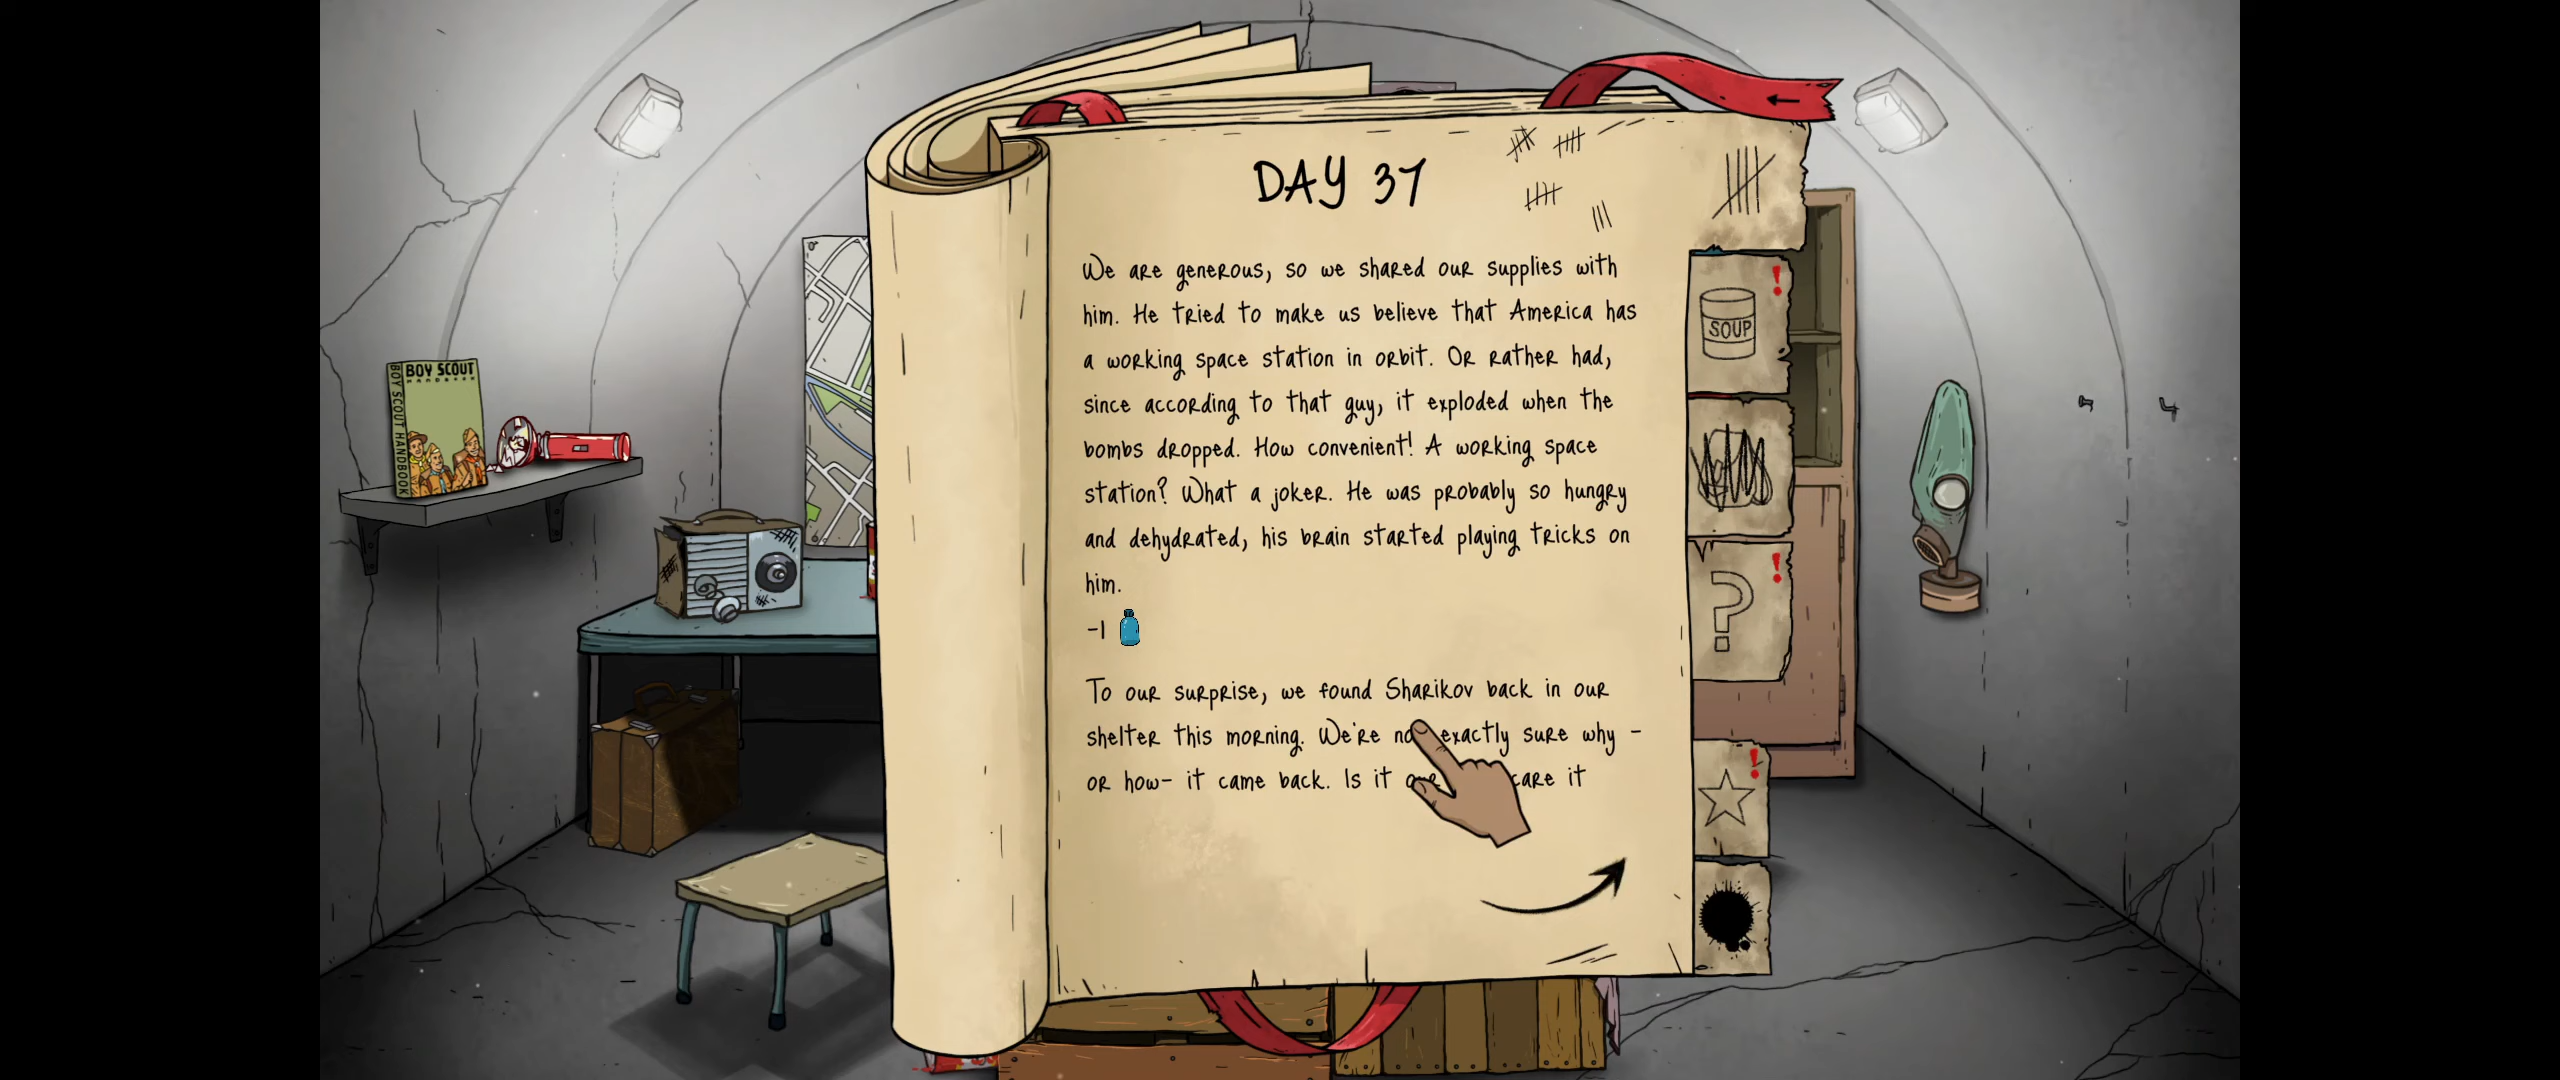 DAY 37
We are generous, so we shared our supplies with
him. He tried to make us believe that America has
a working space station in orbit. Or rather had,
since according to that guy, it exploded when the
bombs dropped. How convenient! A working space
station? What a joker. He was probably so hungry
and dehydrated, his brain started playing tricks on
him.
-1
To our surprise, we found Sharikov back in our
shelter this morning. We're exactly sure why -
or how- it came back. Is it it
BOY SCOUT
HANDBOOK
BOY SCOUT HANDBOOK
SOUP
!
!
?
!